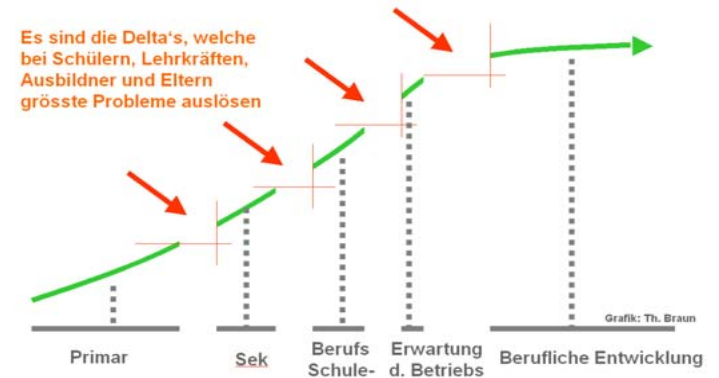 Es sind die Delta‘s, welche
bei Schülern, Lehrkräften,
Ausbildner und Eltern
grösste Probleme auslösen
Grafik: Th. Braun
Primar
Sek
Berufs
Schule-
Erwartung
d. Betriebs
Berufliche Entwicklung